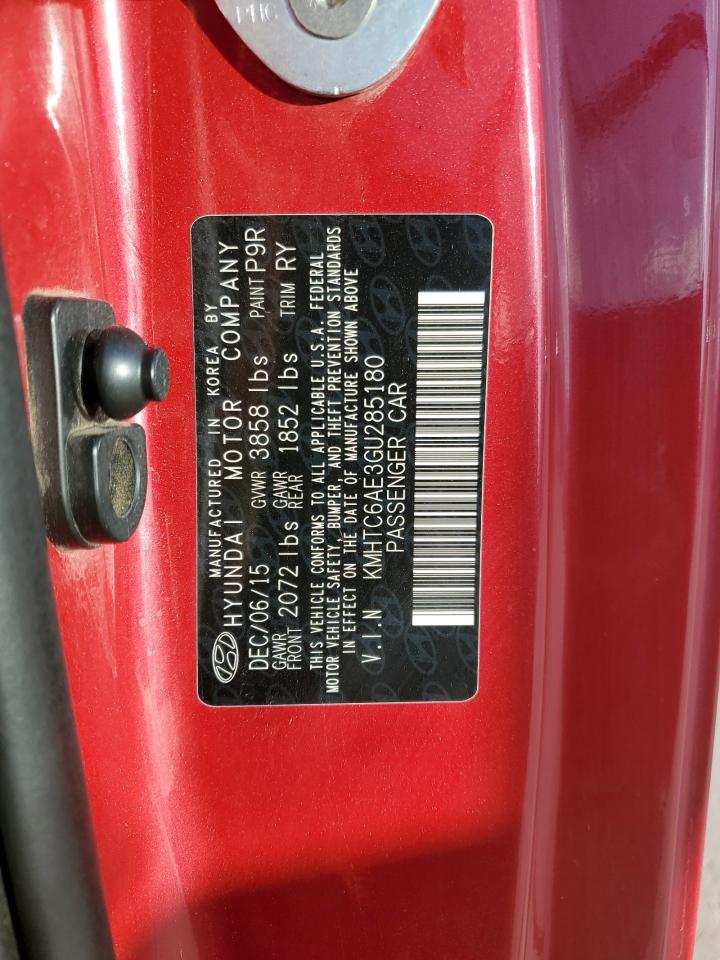 PHC
MANUFACTURED IN KOREA BY
HYUNDAI MOTOR COMPANY
DEC/06/15 GVWR 3858 lbs PAINT P9R
GAWR FRONT 2072 lbs GAWR REAR 1852 lbs TRIM RY
THIS VEHICLE CONFORMS TO ALL APPLICABLE U.S.A. FEDERAL
MOTOR VEHICLE SAFETY, BUMPER, AND THEFT PREVENTION STANDARDS
IN EFFECT ON THE DATE OF MANUFACTURE SHOWN ABOVE
V.I.N KMHTC6AE3GU285180
PASSENGER CAR